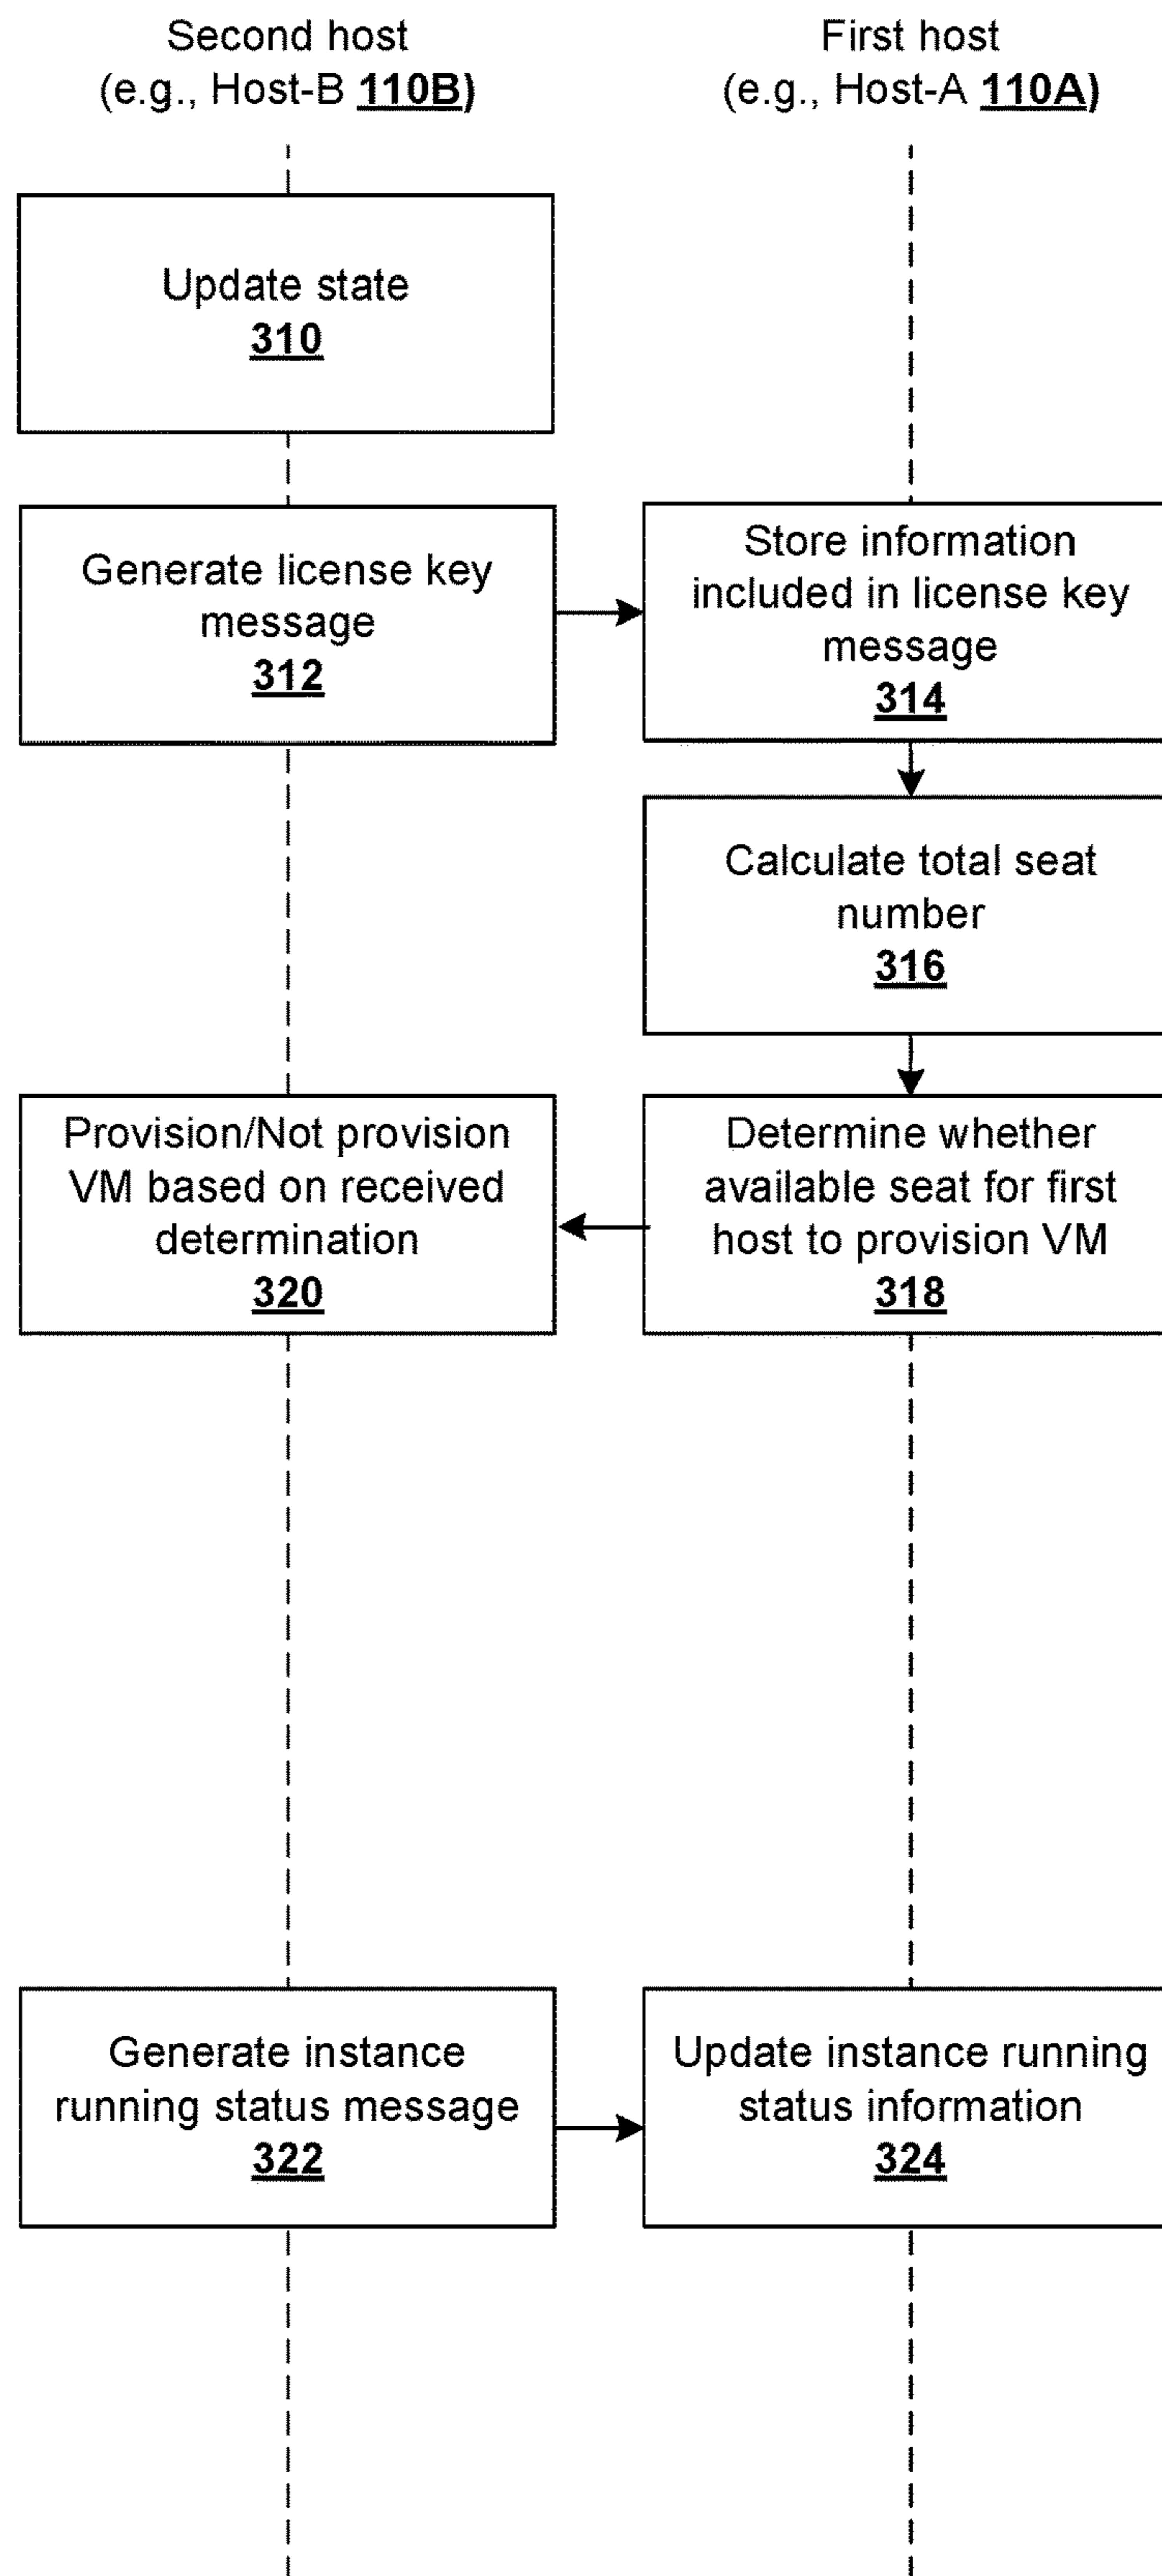 Second host
(e.g., Host-B 110B)
First host
(e.g., Host-A 110A)
Update state
310
Generate license key
message
312
Store information
included in license key
message
314
Calculate total seat
number
316
Provision/Not provision
VM based on received
determination
320
Determine whether
available seat for first
host to provision VM
318
Generate instance
running status message
322
Update instance running
status information
324